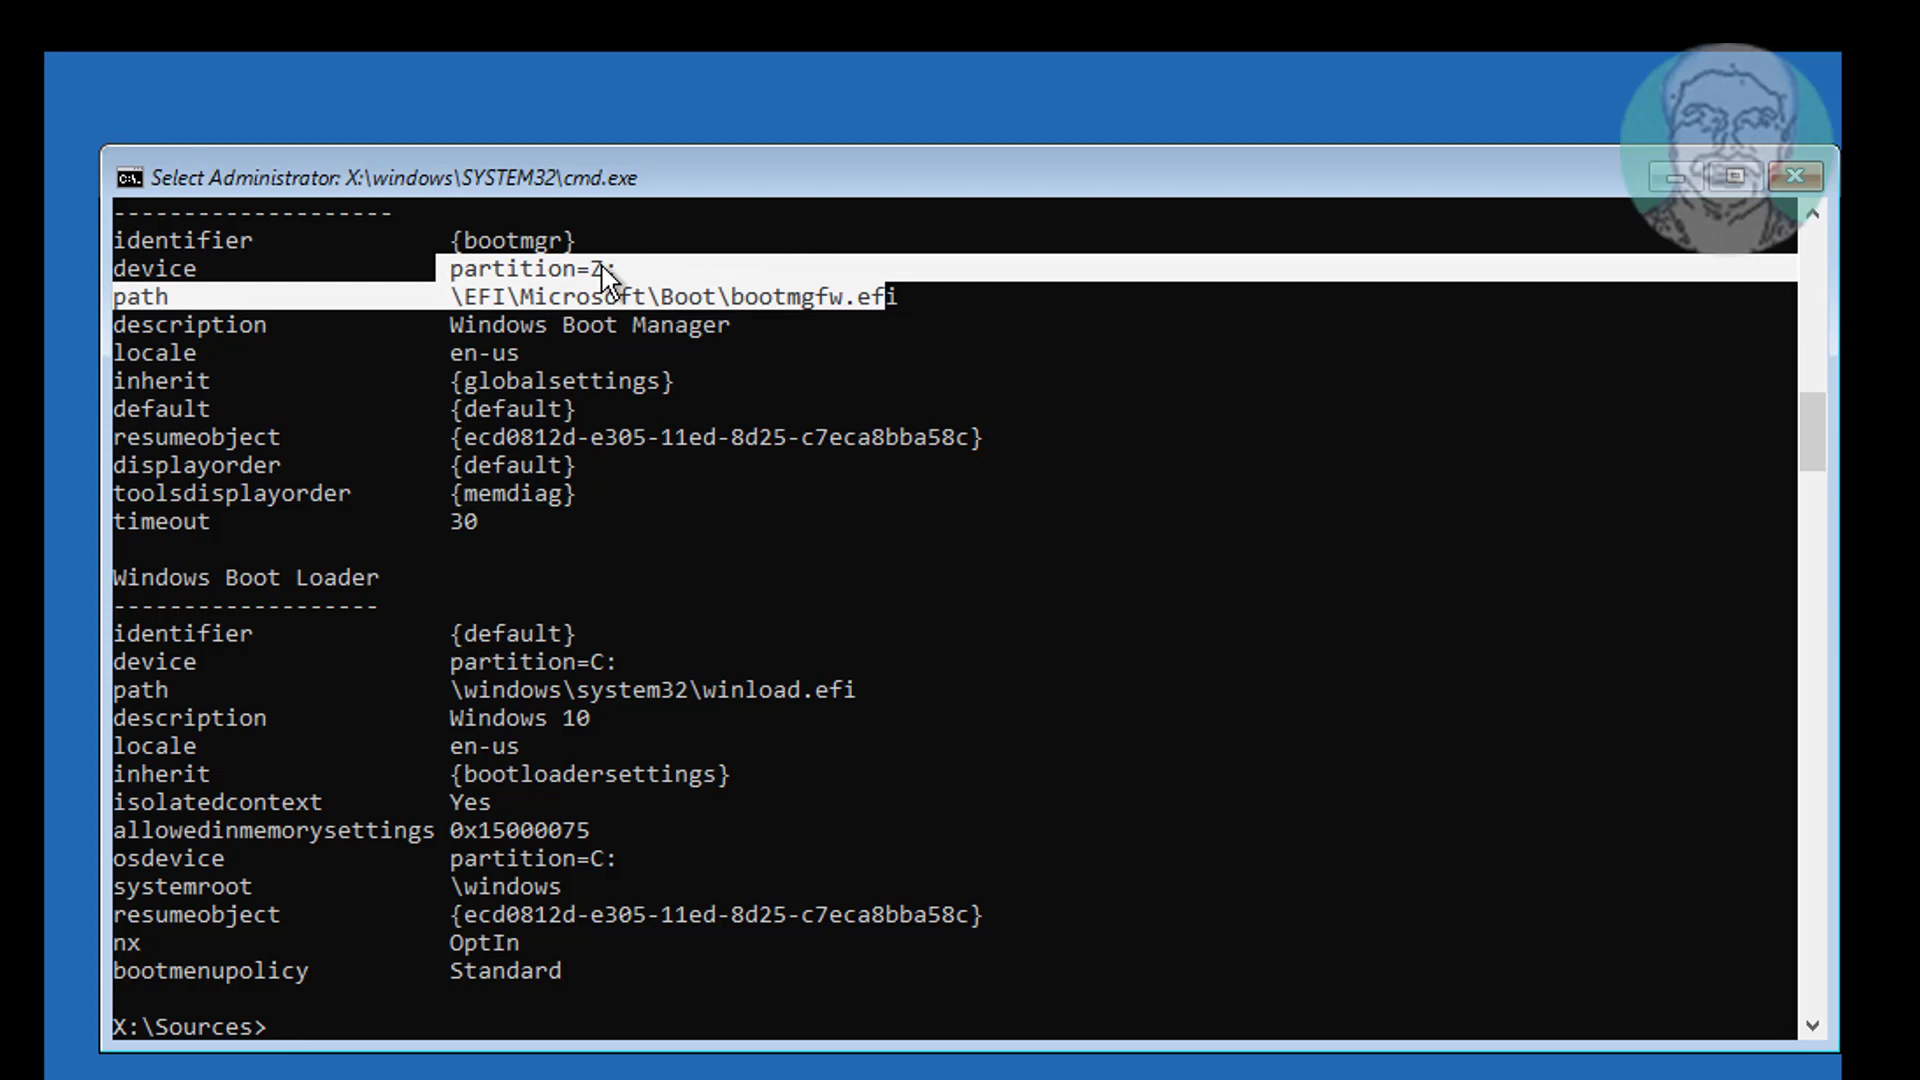 Select Administrator: X:\windows\SYSTEM32\cmd.exe
--------------------
identifier {bootmgr}
device partition=Z:
path \EFI\Microsoft\Boot\bootmgfw.efi
description Windows Boot Manager
locale en-us
inherit {globalsettings}
default {default}
resumeobject {ecd0812d-e305-11ed-8d25-c7eca8bba58c}
displayorder {default}
toolsdisplayorder {memdiag}
timeout 30
Windows Boot Loader
-------------------
identifier {default}
device partition=C:
path \windows\system32\winload.efi
description Windows 10
locale en-us
inherit {bootloadersettings}
isolatedcontext Yes
allowedinmemorysettings 0x15000075
osdevice partition=C:
systemroot \windows
resumeobject {ecd0812d-e305-11ed-8d25-c7eca8bba58c}
nx OptIn
bootmenupolicy Standard
X:\Sources>